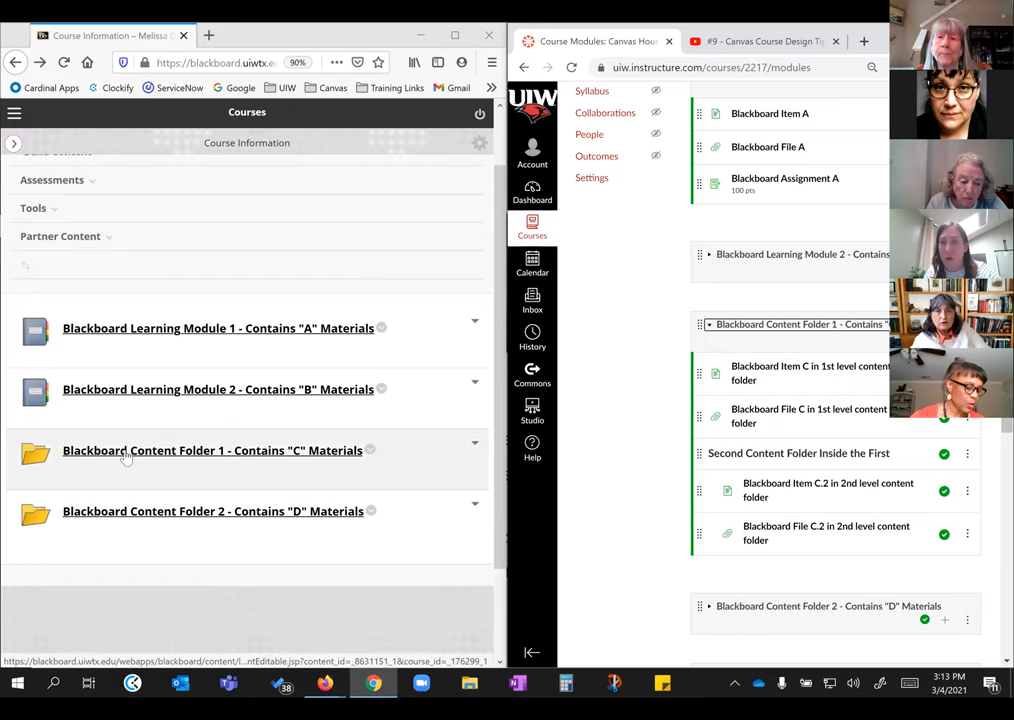 Course Information – Melissa D
https://blackboard.uiwtx.e
90%
Cardinal Apps
Clockify
ServiceNow
Google
UIW
Canvas
Training Links
Gmail
Courses
Course Information
Assessments
Tools
Partner Content
Blackboard Learning Module 1 - Contains "A" Materials
Blackboard Learning Module 2 - Contains "B" Materials
Blackboard Content Folder 1 - Contains "C" Materials
Blackboard Content Folder 2 - Contains "D" Materials
https://blackboard.uiwtx.edu/webapps/blackboard/content/l...ntEditable.jsp?content_id=_8631151_1&course_id=_176299_1
Course Modules: Canvas Hou
#9 - Canvas Course Design Ti
uiw.instructure.com/courses/2217/modules
UIW
Account
Dashboard
Courses
Calendar
Inbox
History
Commons
Studio
Help
Syllabus
Collaborations
People
Outcomes
Settings
Blackboard Item A
Blackboard File A
Blackboard Assignment A
100 pts
Blackboard Learning Module 2 - Contains
Blackboard Content Folder 1 - Contains "
Blackboard Item C in 1st level content
folder
Blackboard File C in 1st level content
folder
Second Content Folder Inside the First
Blackboard Item C.2 in 2nd level content
folder
Blackboard File C.2 in 2nd level content
folder
Blackboard Content Folder 2 - Contains "D" Materials
38
3:13 PM
3/4/2021
11